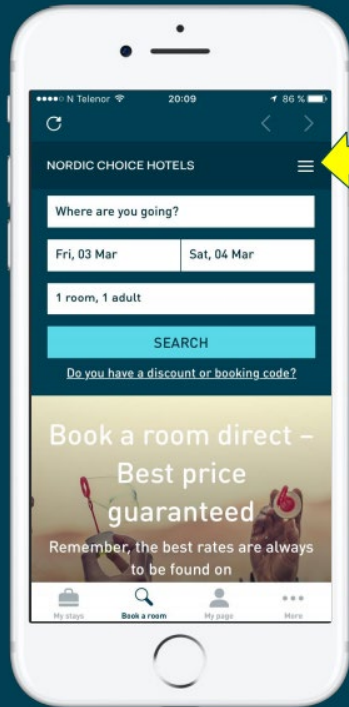 N Telenor 20:09 86 %
NORDIC CHOICE HOTELS
Where are you going?
Fri, 03 Mar Sat, 04 Mar
1 room, 1 adult
SEARCH
Do you have a discount or booking code?
Book a room direct –
Best price
guaranteed
Remember, the best rates are always
to be found on
My stays Book a room My page More